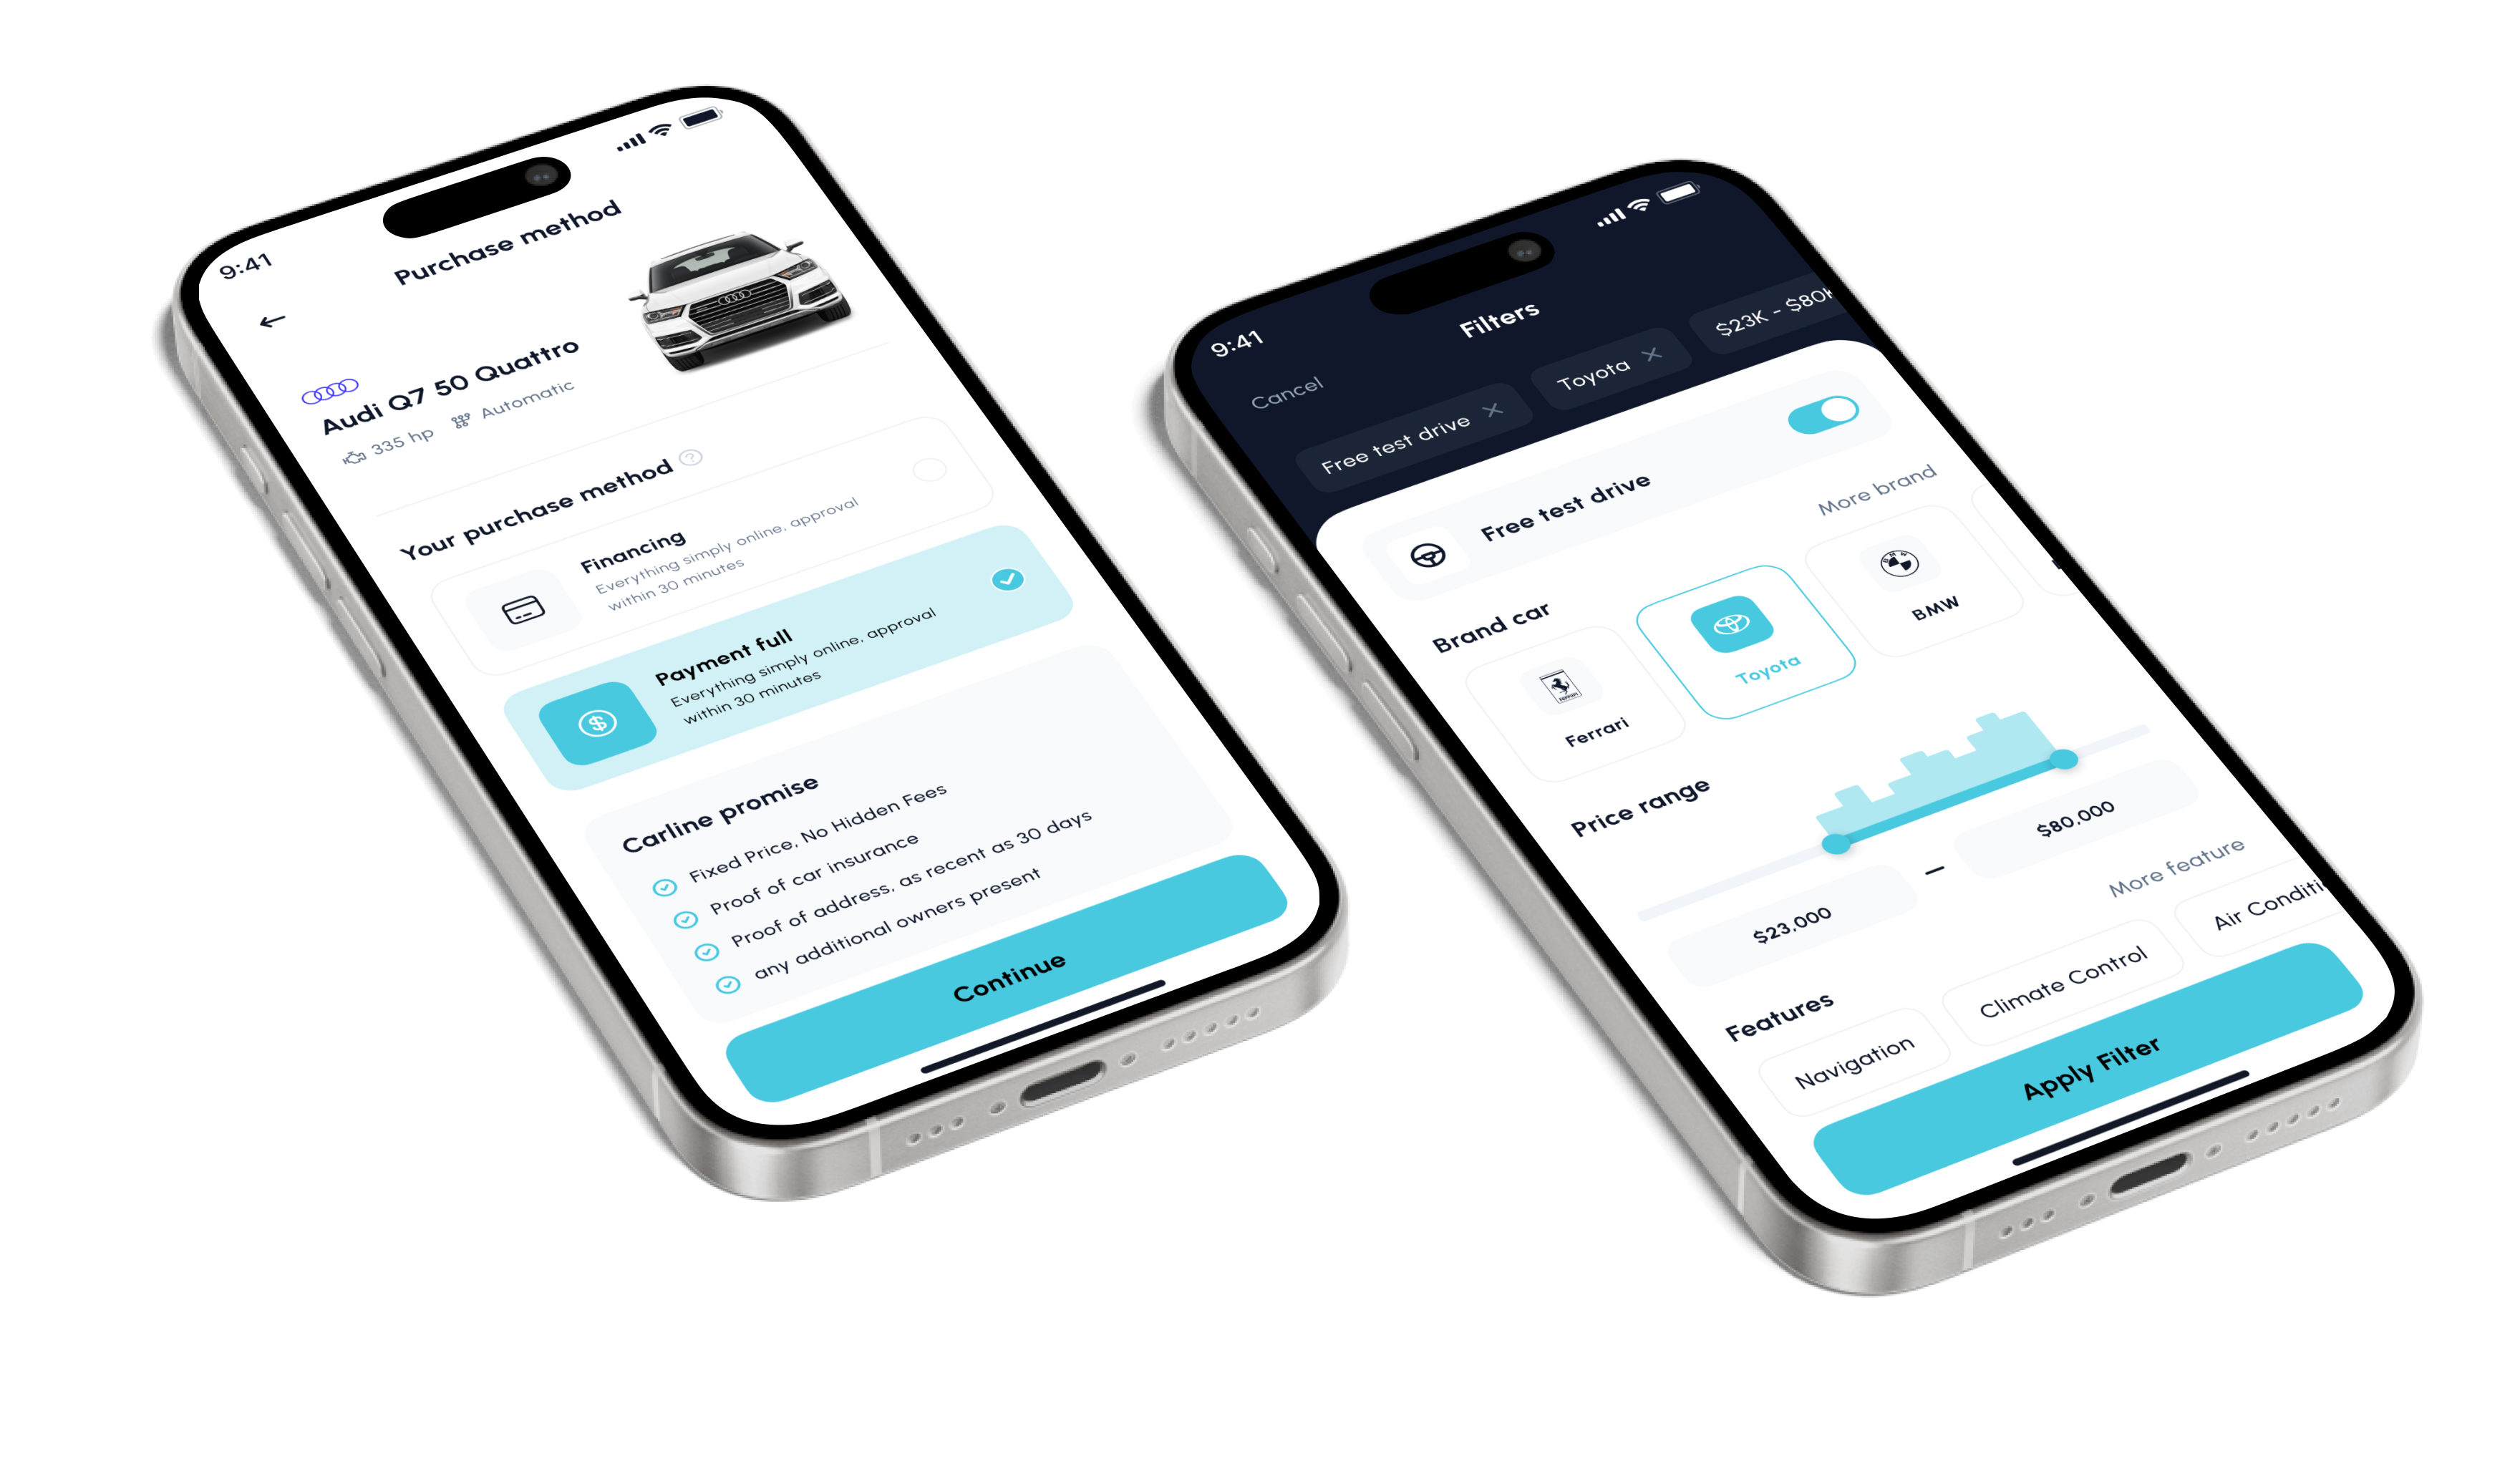 9:41
Purchase method
Audi Q7 50 Quattro
335 hp
Automatic
Your purchase method
?
Financing
Everything simply online, approval
within 30 minutes
Payment full
Everything simply online, approval
within 30 minutes
$
Carline promise
Fixed Price, No Hidden Fees
Proof of car insurance
Proof of address, as recent as 30 days
any additional owners present
Continue
9:41
Filters
Cancel
Free test drive
Toyota
$23K - $80K
Free test drive
Brand car
More brand
Ferrari
Toyota
BMW
BMW
Price range
$23,000
–
$80,000
Features
More feature
Navigation
Climate Control
Air Conditi
Apply Filter